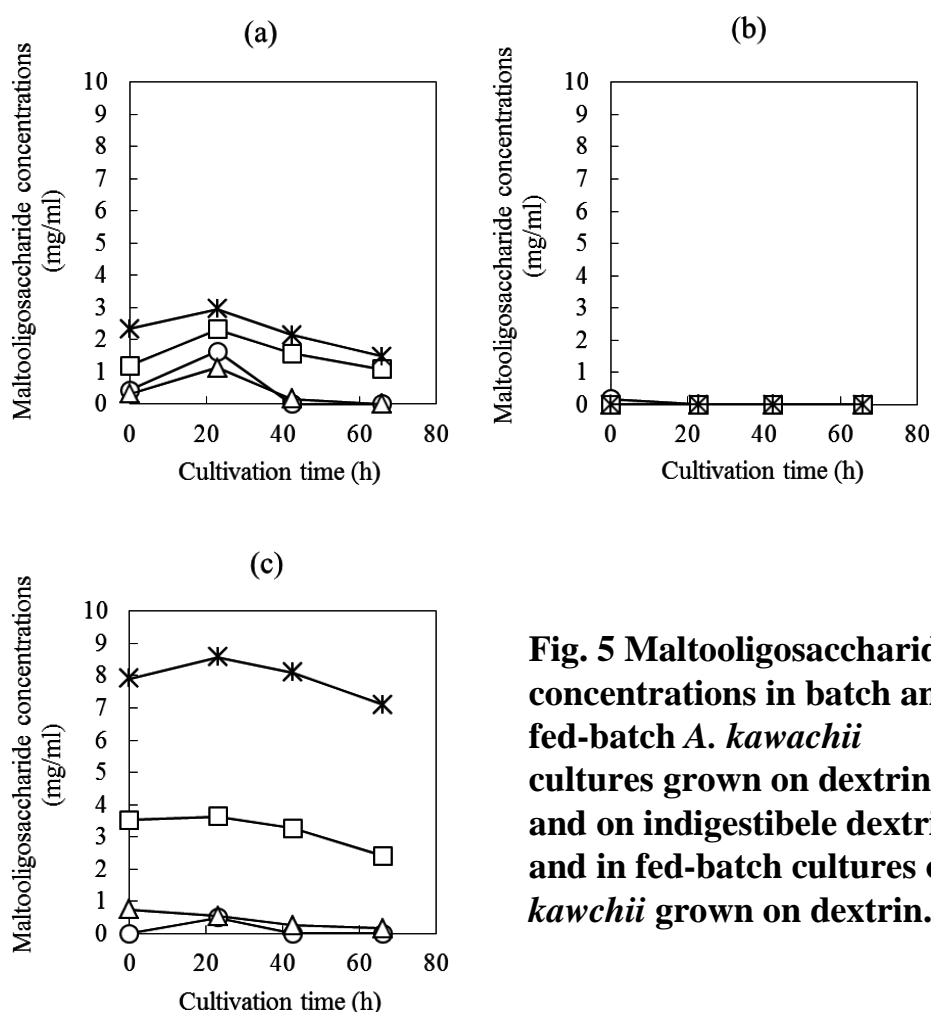 (a)
Maltooligosaccharide concentrations
(mg/ml)
10
9
8
7
6
5
4
3
2
1
0
0 20 40 60 80
Cultivation time (h)
(b)
Maltooligosaccharide concentrations
(mg/ml)
10
9
8
7
6
5
4
3
2
1
0
0 20 40 60 80
Cultivation time (h)
(c)
Maltooligosaccharide concentrations
(mg/ml)
10
9
8
7
6
5
4
3
2
1
0
0 20 40 60 80
Cultivation time (h)
Fig. 5 Maltooligosaccharid
concentrations in batch an
fed-batch A. kawachii
cultures grown on dextrin
and on indigestibele dextri
and in fed-batch cultures o
kawchii grown on dextrin.